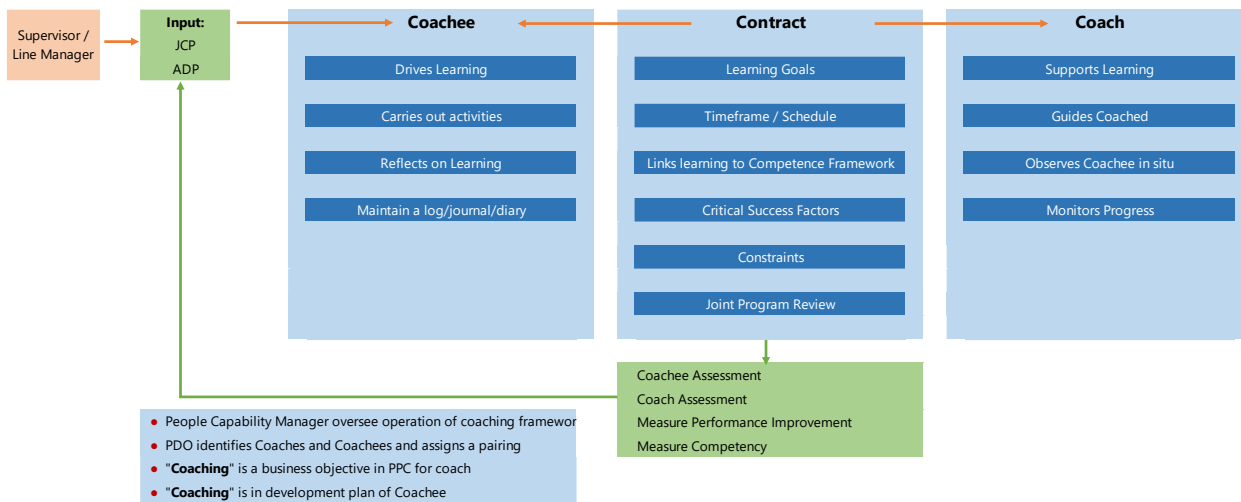 Supervisor /
Line Manager
Input:
JCP
ADP
Coachee
Drives Learning
Carries out activities
Reflects on Learning
Maintain a log/journal/diary
Contract
Learning Goals
Timeframe / Schedule
Links learning to Competence Framework
Critical Success Factors
Constraints
Joint Program Review
Coach
Supports Learning
Guides Coached
Observes Coachee in situ
Monitors Progress
Coachee Assessment
Coach Assessment
Measure Performance Improvement
Measure Competency
• People Capability Manager oversee operation of coaching framewor
• PDO identifies Coaches and Coachees and assigns a pairing
• "Coaching" is a business objective in PPC for coach
• "Coaching" is in development plan of Coachee